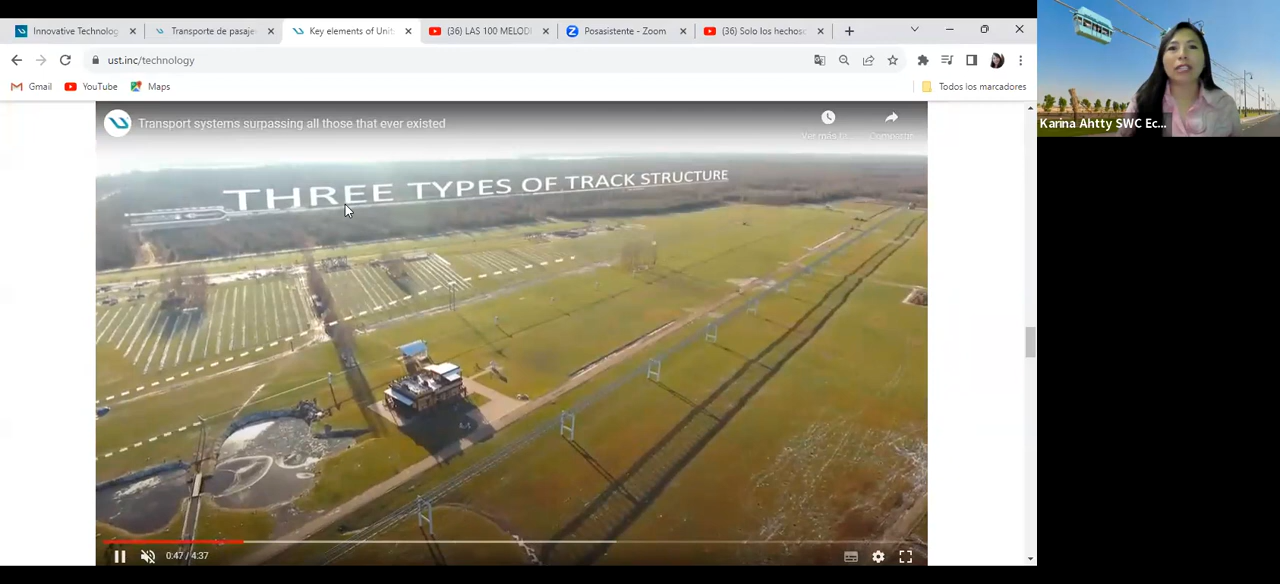 Innovative Technolog
Transporte de pasaje
Key elements of Unit
(36) LAS 100 MELODI
Posasistente - Zoom
(36) Solo los hechos
ust.inc/technology
Gmail
YouTube
Maps
Todos los marcadores
Transport systems surpassing all those that ever existed
Compartir
THREE TYPES OF TRACK STRUCTURE
0:47 / 4:37
Karina Ahtty SWC Ec...